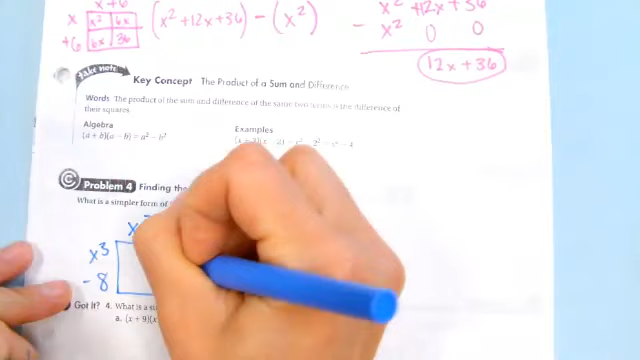 x + 6
x x² 6x
+6 6x 36
(x² + 12x + 36) − (x²)
x² + 12x + 36
− x² 0 0
12x + 36
take note
Key Concept The Product of a Sum and Difference
Words The product of the sum and difference of the same two terms is the difference of
their squares.
Algebra
(a + b)(a − b) = a² − b²
Examples
2² = x² − 4
Problem 4 Finding the
What is a simpler form of
x
x³
− 8
Got It? 4. What is a
a. (x + 9)(x